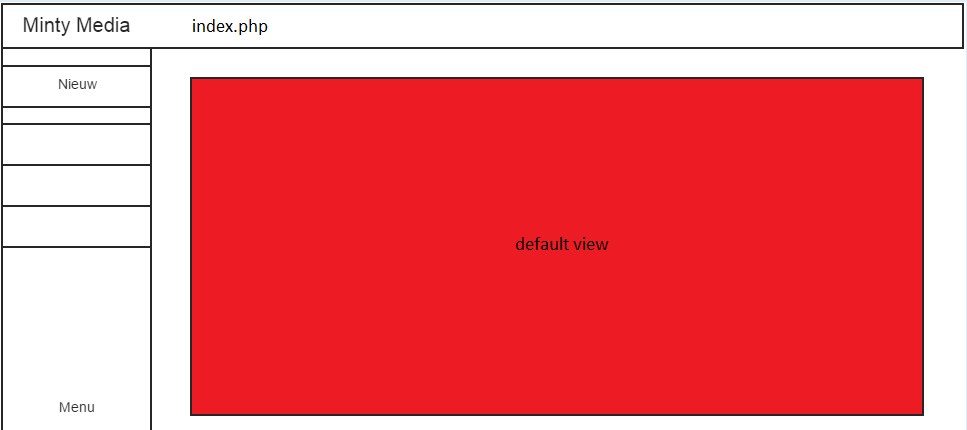 Minty Media
index.php
Nieuw
default view
Menu